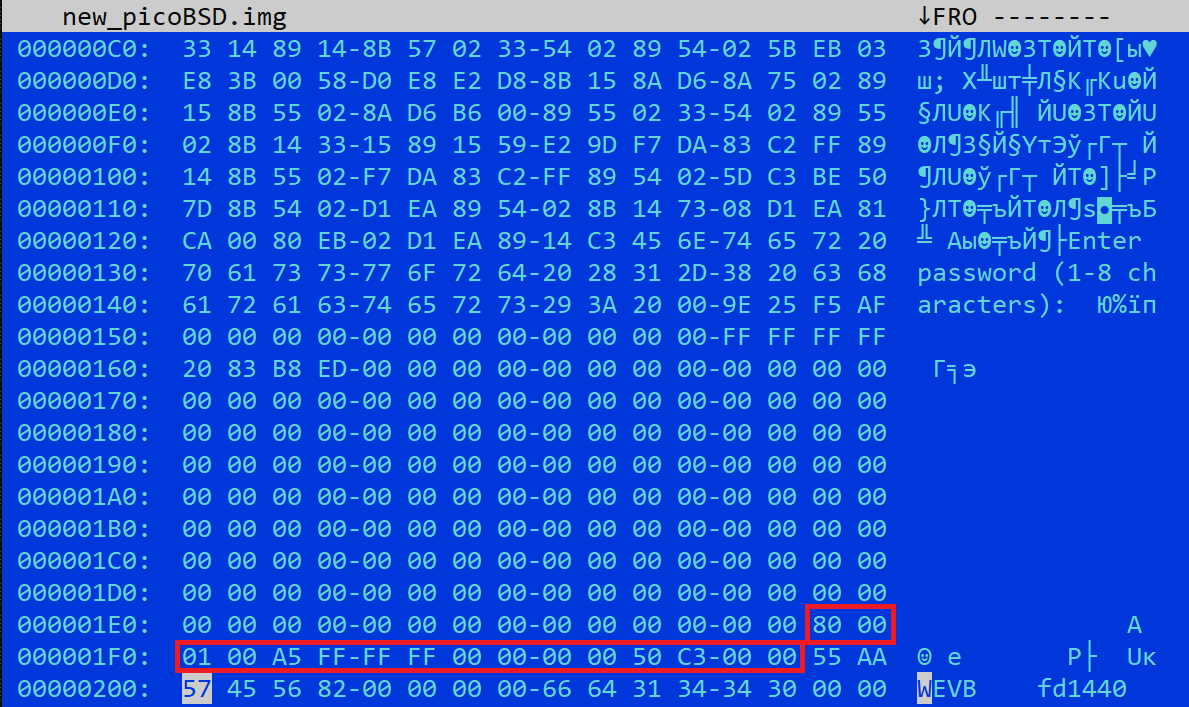 new_picoBSD.img ↓FRO --------
000000C0: 33 14 89 14-8B 57 02 33-54 02 89 54-02 5B EB 03 3¶Й¶ЛW☻3T☻ЙT☻[ы♥
000000D0: E8 3B 00 58-D0 E8 E2 D8-8B 15 8A D6-8A 75 02 89 ш; X╨шт╪Л§К╓Кu☻Й
000000E0: 15 8B 55 02-8A D6 B6 00-89 55 02 33-54 02 89 55 §ЛU☻К╓╢ ЙU☻3T☻ЙU
000000F0: 02 8B 14 33-15 89 15 59-E2 9D F7 DA-83 C2 FF 89 ☻Л¶3§Й§YтЭў┌Г┬ Й
00000100: 14 8B 55 02-F7 DA 83 C2-FF 89 54 02-5D C3 BE 50 ¶ЛU☻ў┌Г┬ ЙT☻]├╛P
00000110: 7D 8B 54 02-D1 EA 89 54-02 8B 14 73-08 D1 EA 81 }ЛT☻╤ъЙT☻Л¶s◘╤ъБ
00000120: CA 00 80 EB-02 D1 EA 89-14 C3 45 6E-74 65 72 20 ╩ Аы☻╤ъЙ¶├Enter
00000130: 70 61 73 73-77 6F 72 64-20 28 31 2D-38 20 63 68 password (1-8 ch
00000140: 61 72 61 63-74 65 72 73-29 3A 20 00-9E 25 F5 AF aracters): Ю%їп
00000150: 00 00 00 00-00 00 00 00-00 00 00 00-FF FF FF FF
00000160: 20 83 B8 ED-00 00 00 00-00 00 00 00-00 00 00 00 Г╕э
00000170: 00 00 00 00-00 00 00 00-00 00 00 00-00 00 00 00
00000180: 00 00 00 00-00 00 00 00-00 00 00 00-00 00 00 00
00000190: 00 00 00 00-00 00 00 00-00 00 00 00-00 00 00 00
000001A0: 00 00 00 00-00 00 00 00-00 00 00 00-00 00 00 00
000001B0: 00 00 00 00-00 00 00 00-00 00 00 00-00 00 00 00
000001C0: 00 00 00 00-00 00 00 00-00 00 00 00-00 00 00 00
000001D0: 00 00 00 00-00 00 00 00-00 00 00 00-00 00 00 00
000001E0: 00 00 00 00-00 00 00 00-00 00 00 00-00 00 80 00 А
000001F0: 01 00 A5 FF-FF FF 00 00-00 00 50 C3-00 00 55 AA ☺ е P├ Uк
00000200: 57 45 56 82-00 00 00 00-66 64 31 34-34 30 00 00 WEVВ fd1440